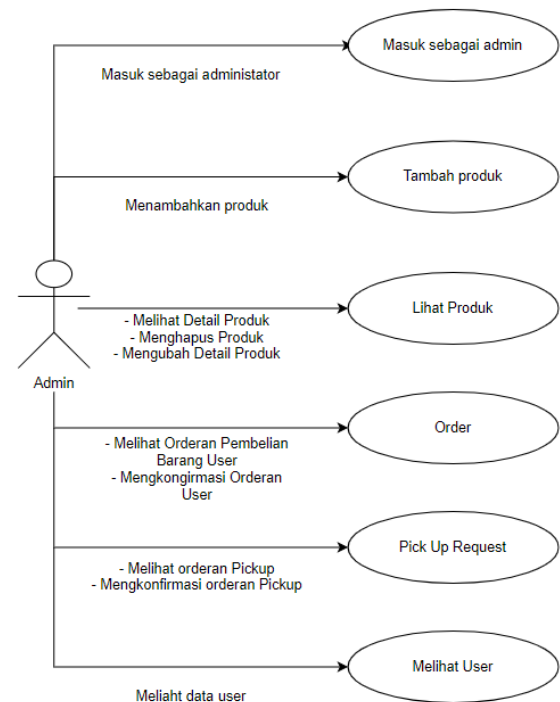 Masuk sebagai admin
Masuk sebagai administator
Tambah produk
Menambahkan produk
Lihat Produk
- Melihat Detail Produk
- Menghapus Produk
- Mengubah Detail Produk
Admin
Order
- Melihat Orderan Pembelian
Barang User
- Mengkongirmasi Orderan
User
Pick Up Request
- Melihat orderan Pickup
- Mengkonfirmasi orderan Pickup
Melihat User
Meliaht data user